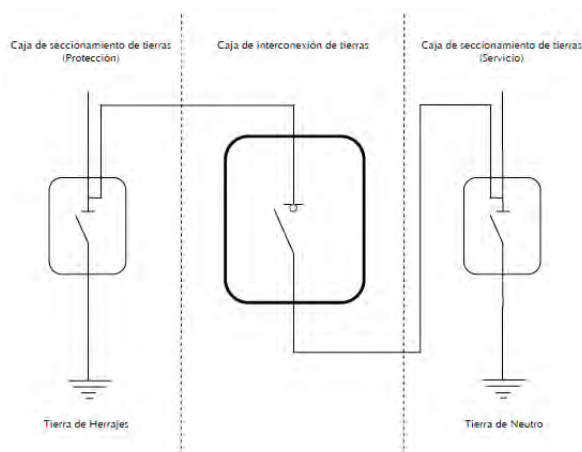 Caja de seccionamiento de tierras
(Protección)
Caja de interconexión de tierras
Caja de seccionamiento de tierras
(Servicio)
Tierra de Herrajes
Tierra de Neutro